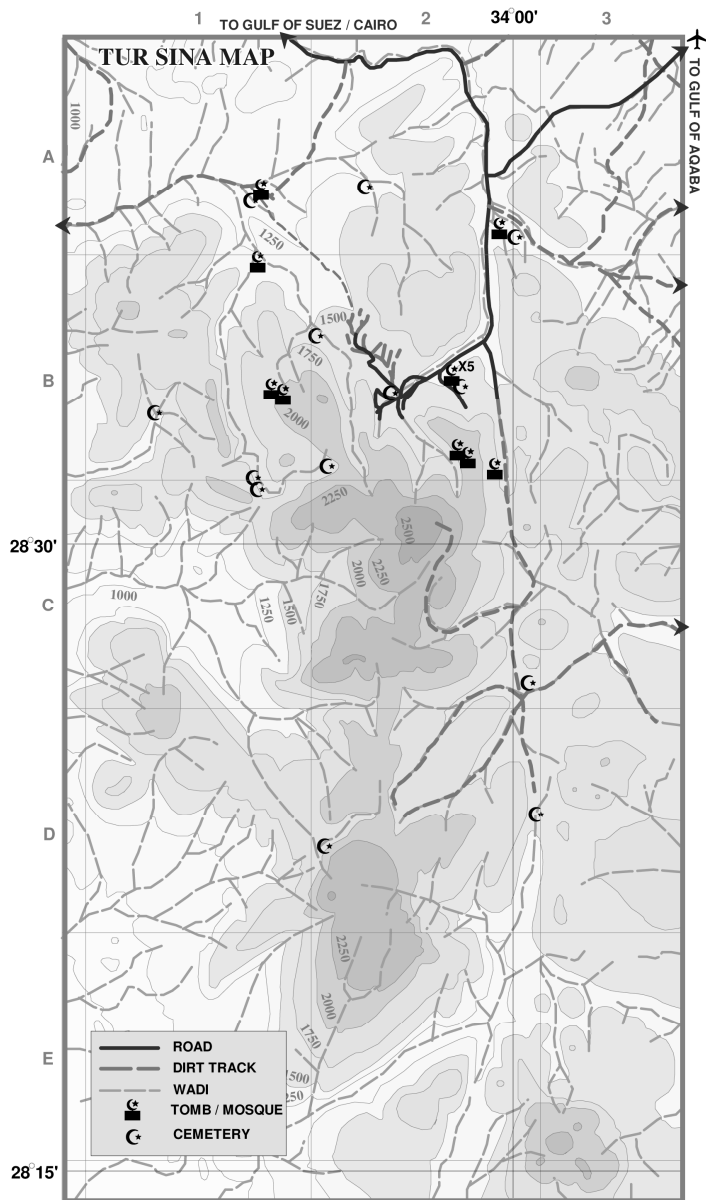 1
TO GULF OF SUEZ / CAIRO
2
34°00'
3
TUR SINA MAP
TO GULF OF AQABA
1000
A
1250
1500
1750
X5
B
2000
2250
2500
28°30'
2000
2250
1750
C
1000
1250
1500
D
2250
2000
1750
E
1500
250
ROAD
DIRT TRACK
WADI
TOMB / MOSQUE
CEMETERY
28°15'